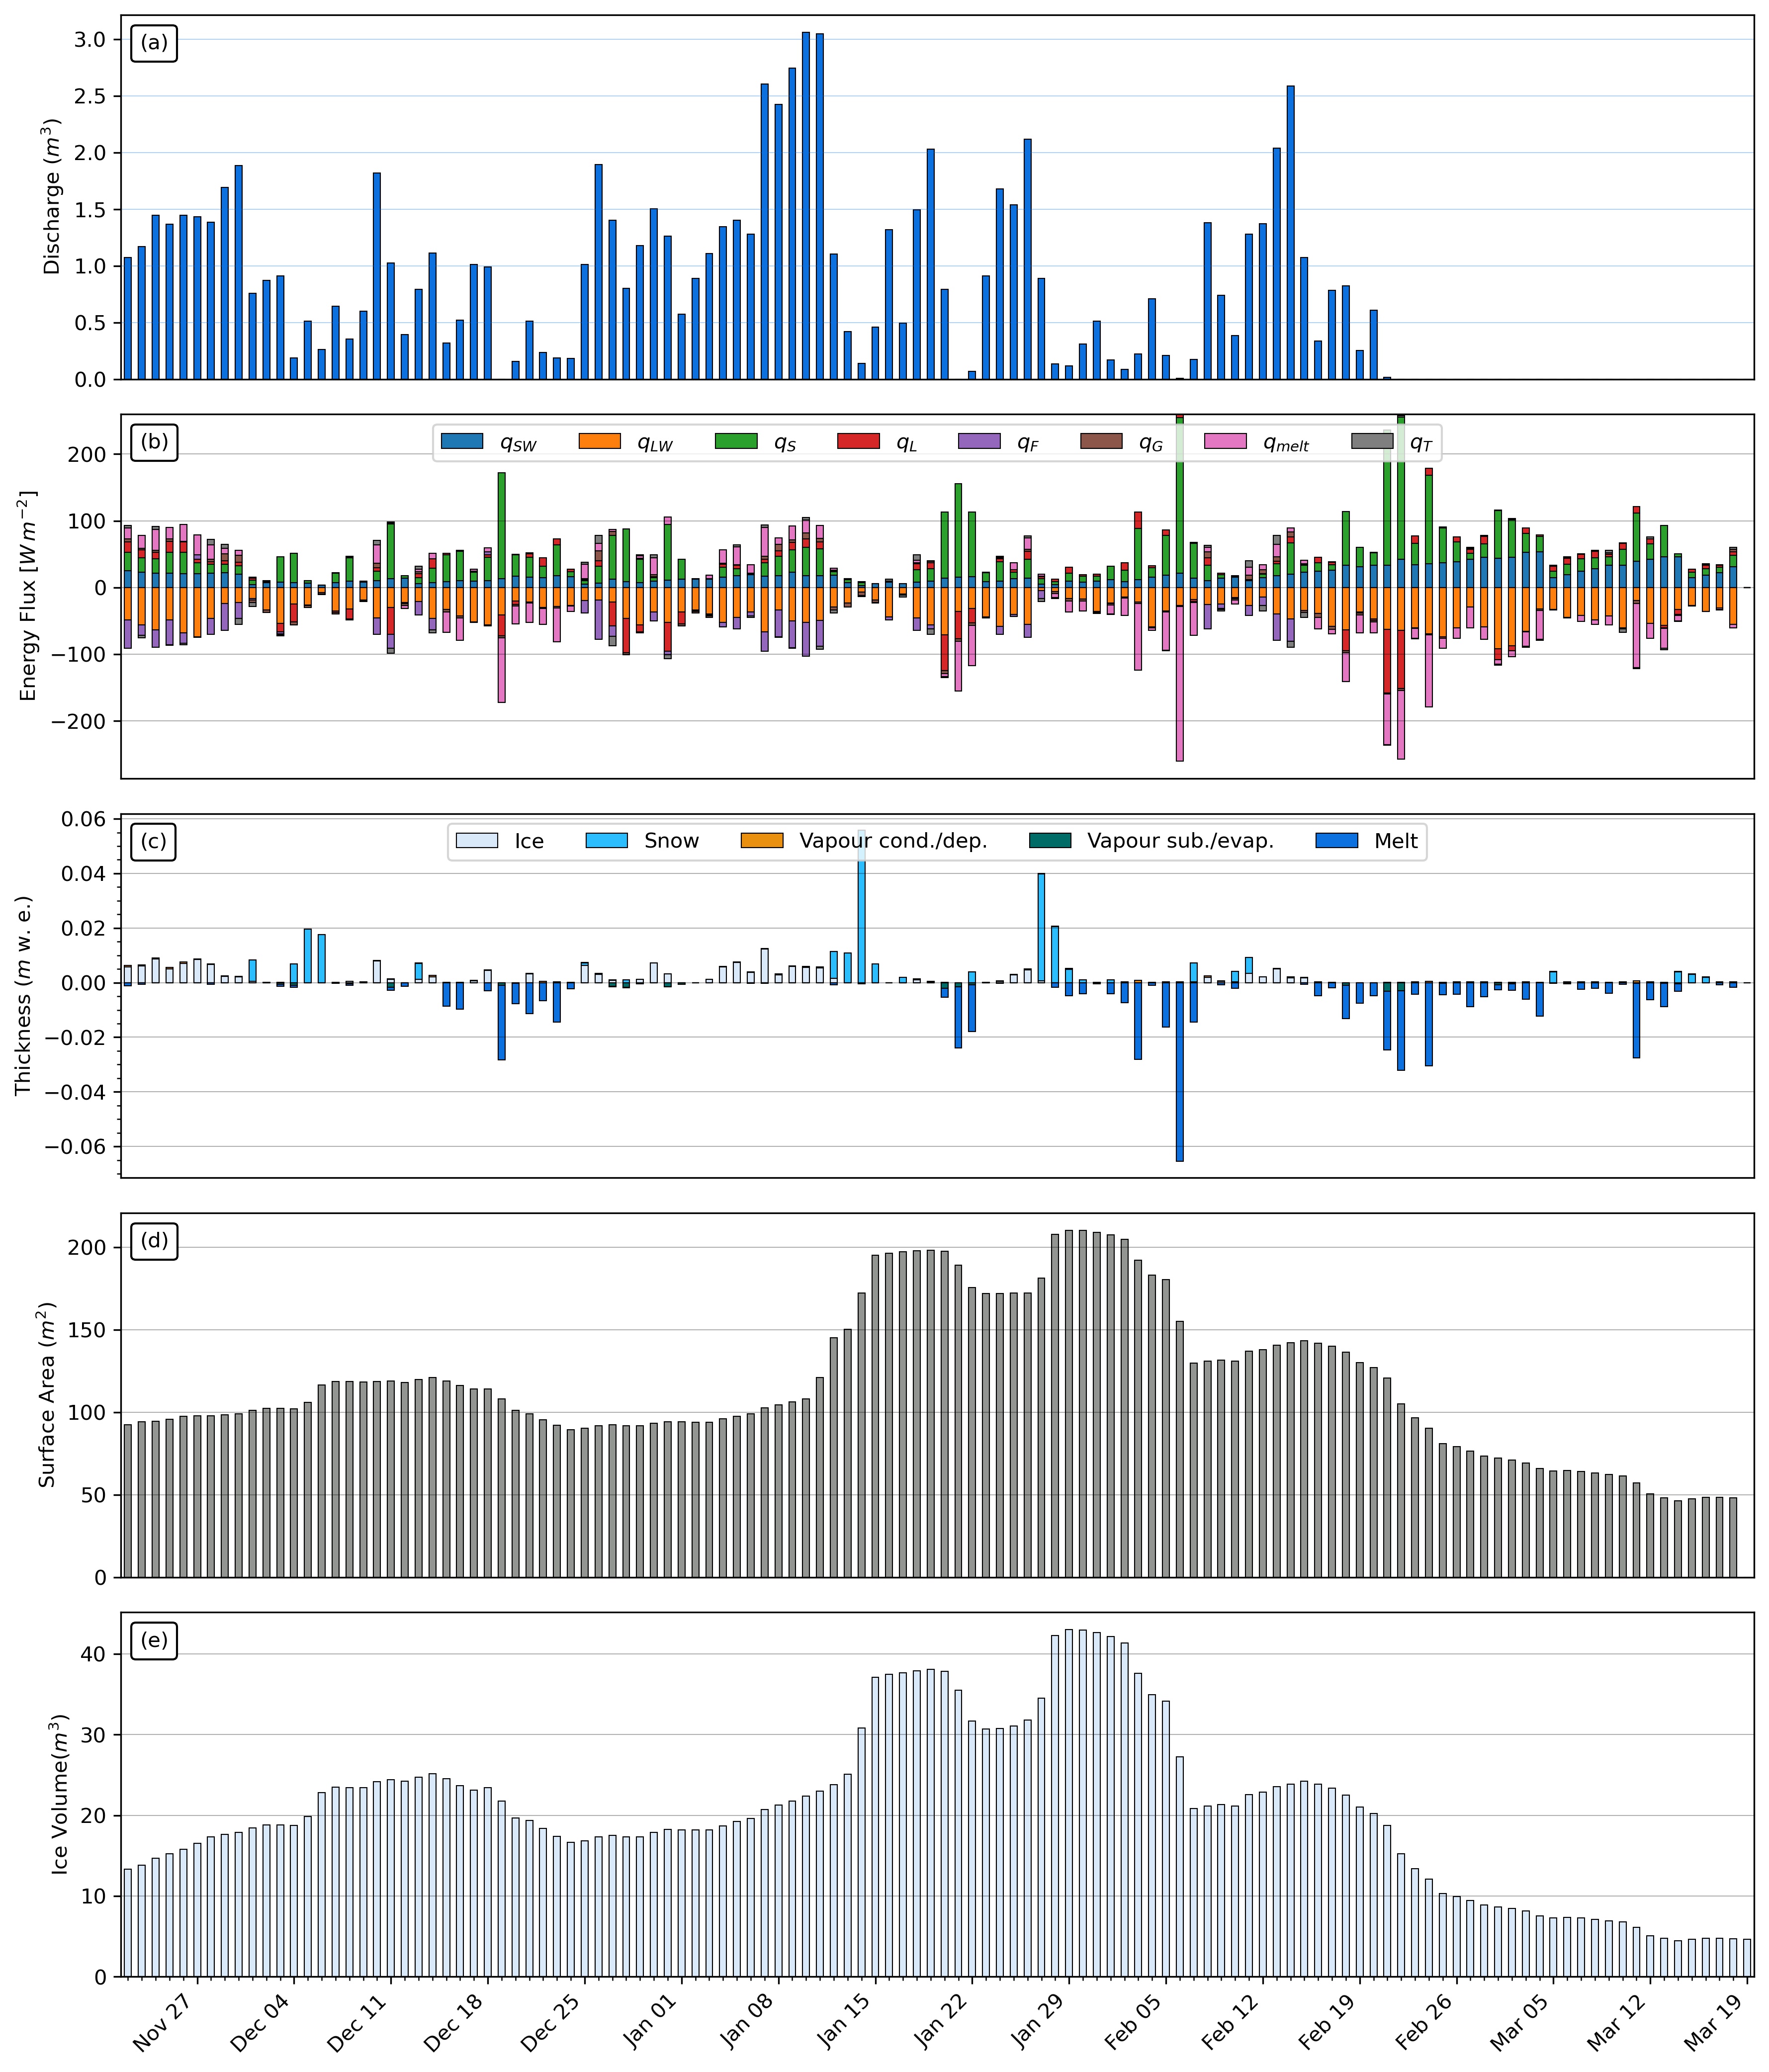 (a)
3.0
2.5
2.0
1.5
1.0
0.5
0.0
Discharge (m³)
(b)
q_SW q_LW q_S q_L q_F q_G q_melt q_T
200
100
0
−100
−200
Energy Flux [W m⁻²]
(c)
Ice Snow Vapour cond./dep. Vapour sub./evap. Melt
0.06
0.04
0.02
0.00
−0.02
−0.04
−0.06
Thickness (m w. e.)
(d)
200
150
100
50
0
Surface Area (m²)
(e)
40
30
20
10
0
Ice Volume(m³)
Nov 27 Dec 04 Dec 11 Dec 18 Dec 25 Jan 01 Jan 08 Jan 15 Jan 22 Jan 29 Feb 05 Feb 12 Feb 19 Feb 26 Mar 05 Mar 12 Mar 19